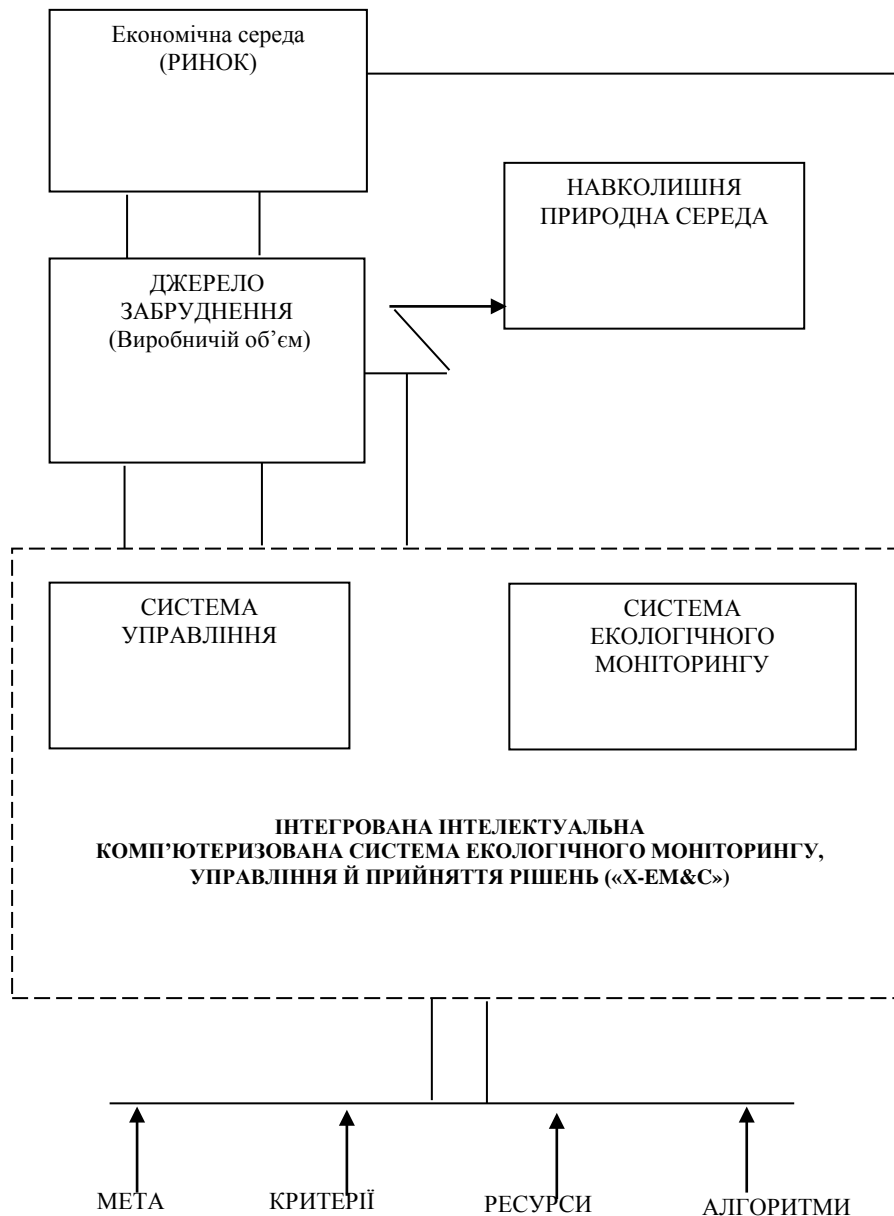 Економічна середа
(РИНОК)
НАВКОЛИШНЯ
ПРИРОДНА СЕРЕДА
ДЖЕРЕЛО
ЗАБРУДНЕННЯ
(Виробничій об’єм)
СИСТЕМА
УПРАВЛІННЯ
СИСТЕМА
ЕКОЛОГІЧНОГО
МОНІТОРИНГУ
ІНТЕГРОВАНА ІНТЕЛЕКТУАЛЬНА
КОМП’ЮТЕРИЗОВАНА СИСТЕМА ЕКОЛОГІЧНОГО МОНІТОРИНГУ,
УПРАВЛІННЯ Й ПРИЙНЯТТЯ РІШЕНЬ («X-EM&C»)
МЕТА КРИТЕРІЇ РЕСУРСИ АЛГОРИТМИ